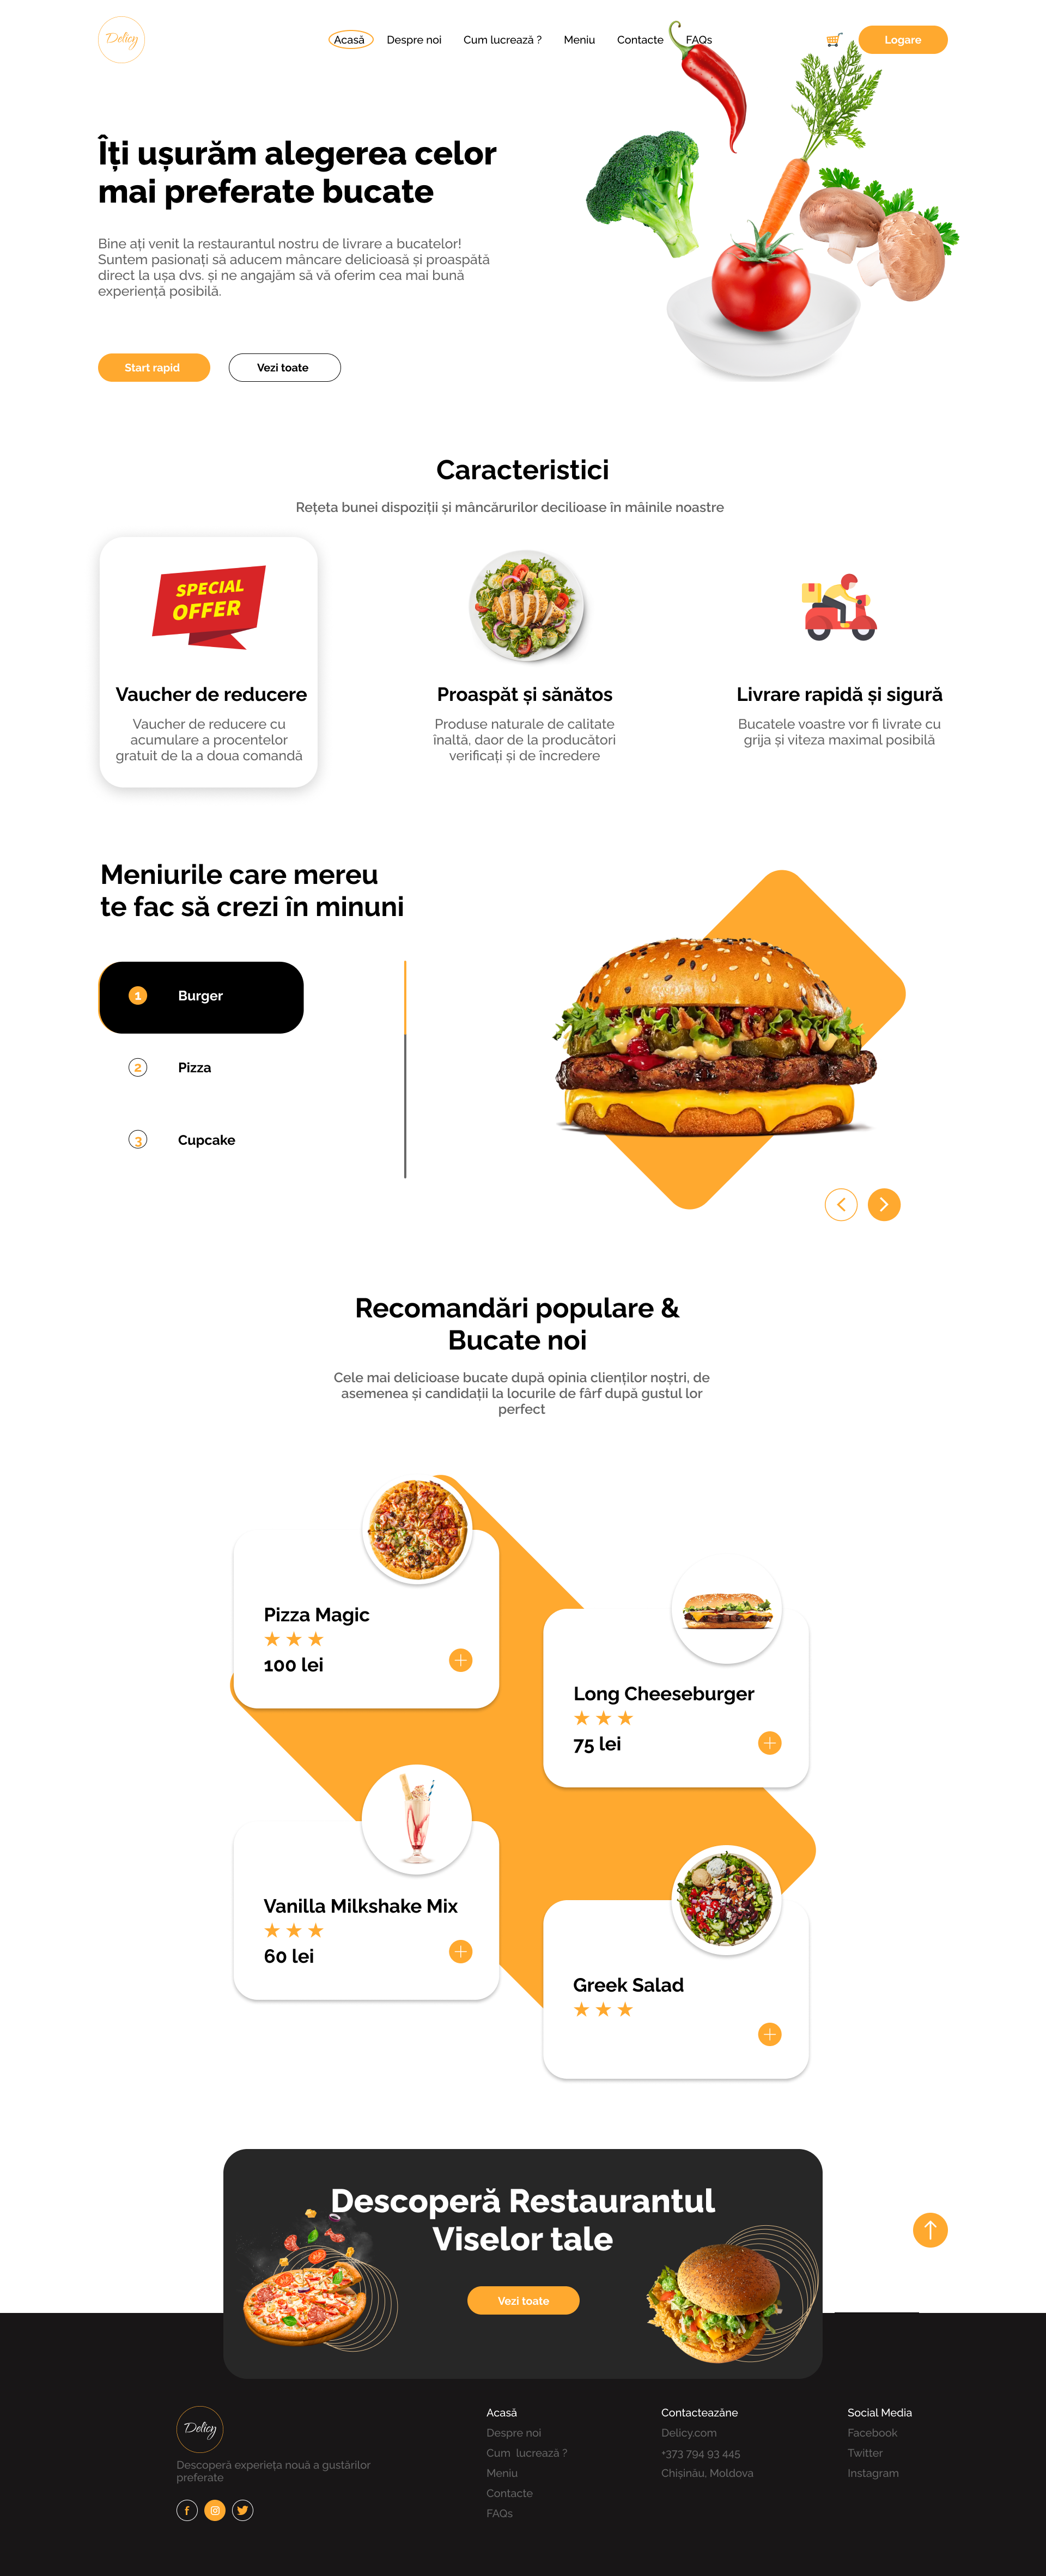 Delicy
Acasă
Despre noi
Cum lucrează ?
Meniu
Contacte
FAQs
Logare
Îți ușurăm alegerea celor
mai preferate bucate
Bine ați venit la restaurantul nostru de livrare a bucatelor!
Suntem pasionați să aducem mâncare delicioasă și proaspătă
direct la ușa dvs. și ne angajăm să vă oferim cea mai bună
experiență posibilă.
Start rapid
Vezi toate
Caracteristici
Rețeta bunei dispoziții și mâncărurilor decilioase în mâinile noastre
SPECIAL
OFFER
Vaucher de reducere
Vaucher de reducere cu
acumulare a procentelor
gratuit de la a doua comandă
Proaspăt și sănătos
Produse naturale de calitate
înaltă, daor de la producători
verificați și de încredere
Livrare rapidă și sigură
Bucatele voastre vor fi livrate cu
grija și viteza maximal posibilă
Meniurile care mereu
te fac să crezi în minuni
1 Burger
2 Pizza
3 Cupcake
Recomandări populare &
Bucate noi
Cele mai delicioase bucate după opinia clienților noștri, de
asemenea și candidații la locurile de fârf după gustul lor
perfect
Pizza Magic
100 lei
Long Cheeseburger
75 lei
Vanilla Milkshake Mix
60 lei
Greek Salad
Descoperă Restaurantul
Viselor tale
Vezi toate
Delicy
Descoperă experiența nouă a gustărilor
preferate
Acasă
Despre noi
Cum  lucrează ?
Meniu
Contacte
FAQs
Contacteazăne
Delicy.com
+373 794 93 445
Chișinău, Moldova
Social Media
Facebook
Twitter
Instagram